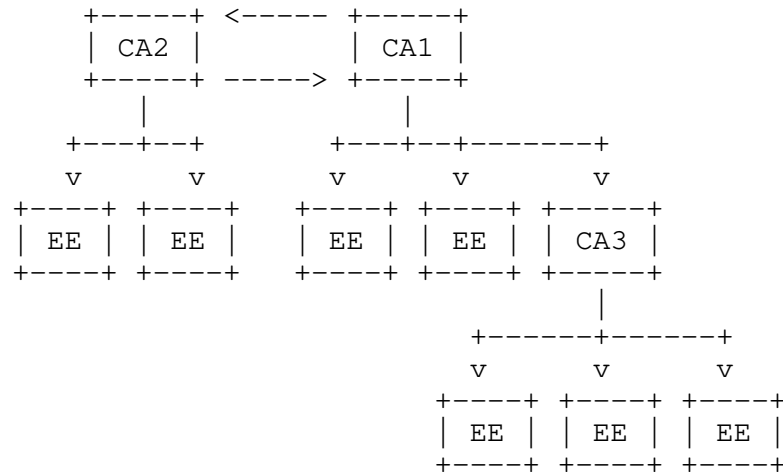 +-----+ <----- +-----+
| CA2 | | CA1 |
+-----+ -----> +-----+
| |
+---+--+ +---+--+-------+
v v v v v
+----+ +----+ +----+ +----+ +-----+
| EE | | EE | | EE | | EE | | CA3 |
+----+ +----+ +----+ +----+ +-----+
|
+------+------+
v v v
+----+ +----+ +----+
| EE | | EE | | EE |
+----+ +----+ +----+